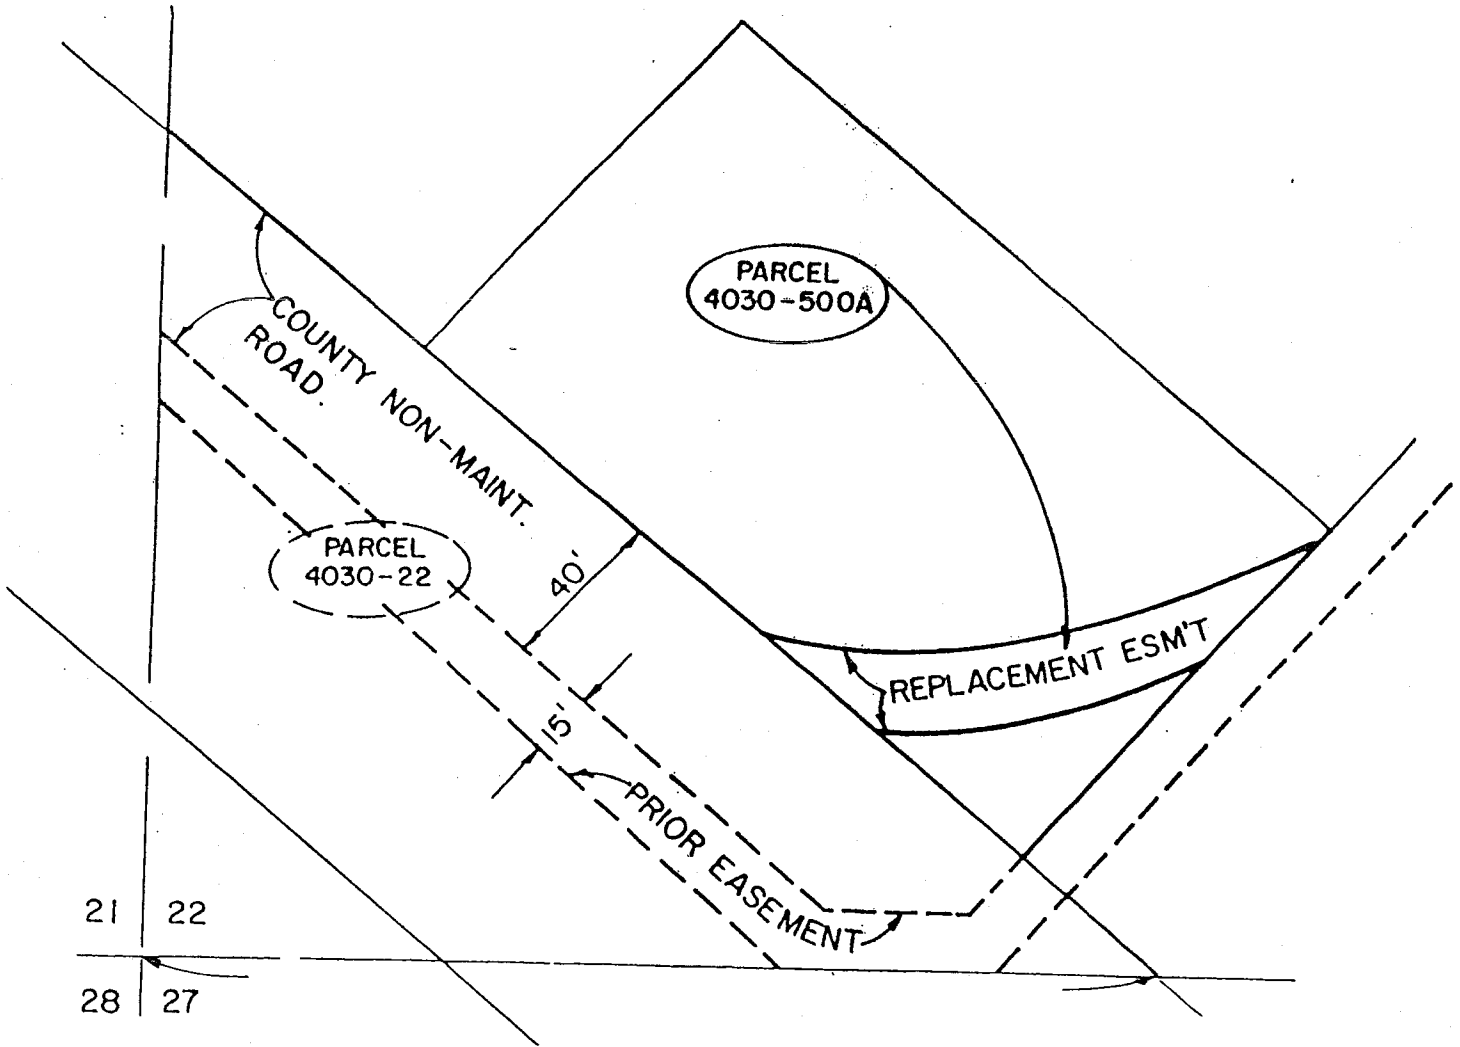 PARCEL
4030-500A
COUNTY NON-MAINT.
ROAD.
PARCEL
4030-22
40'
15'
REPLACEMENT ESM'T
PRIOR EASEMENT
21 22
28 27